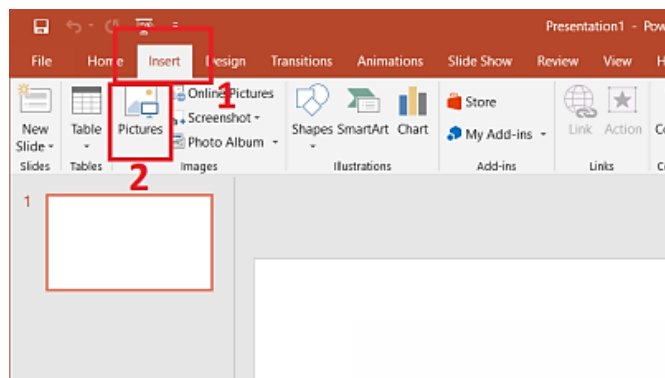 Presentation1 - Pow
File Home Insert Design Transitions Animations Slide Show Review View H
1
Online Pictures
Screenshot
Photo Album
New Slide
Table
Pictures
Shapes SmartArt Chart
Store
My Add-ins
Link Action
Co
Slides Tables Images Illustrations Add-ins Links
2
1